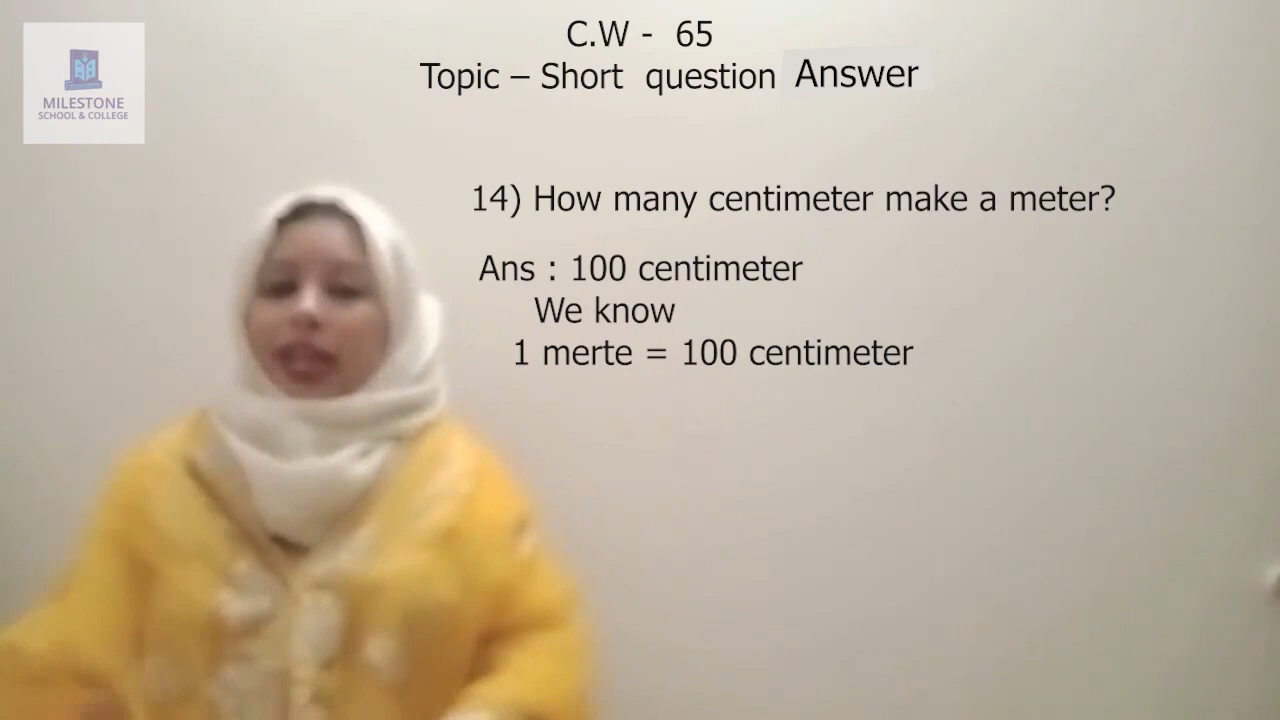 MILESTONE
SCHOOL & COLLEGE
C.W - 65
Topic – Short question Answer
14) How many centimeter make a meter?
Ans : 100 centimeter
We know
1 merte = 100 centimeter